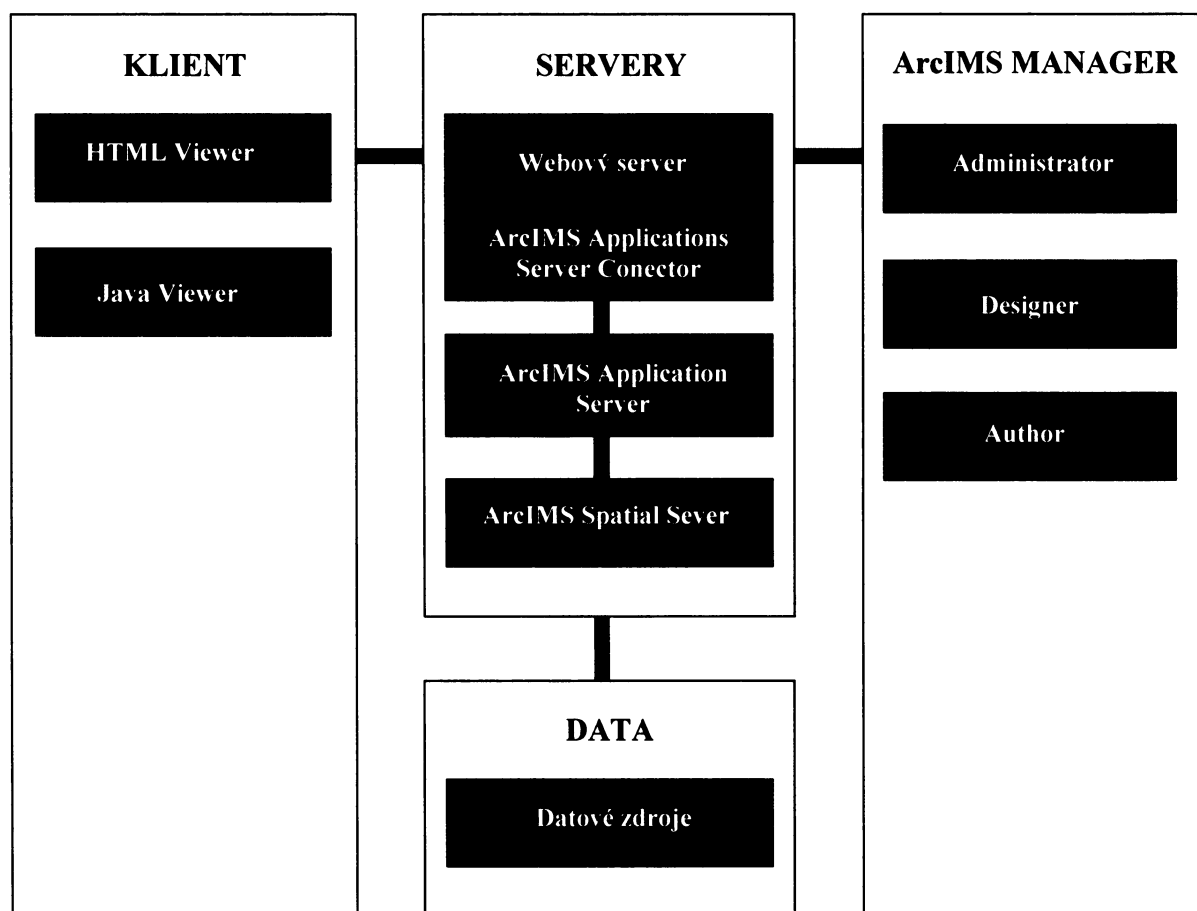 KLIENT
HTML Viewer
Java Viewer
SERVERY
Webový server
ArcIMS Applications
Server Conector
ArcIMS Application
Server
ArcIMS Spatial Sever
DATA
Datové zdroje
ArcIMS MANAGER
Administrator
Designer
Author